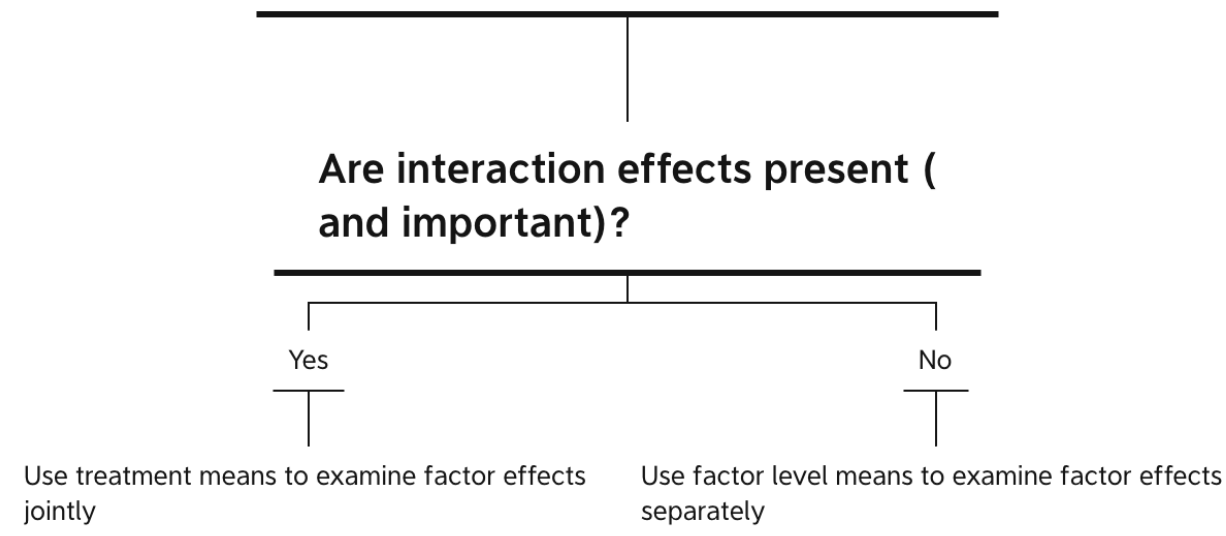 Are interaction effects present (
and important)?
Yes
No
Use treatment means to examine factor effects
jointly
Use factor level means to examine factor effects
separately